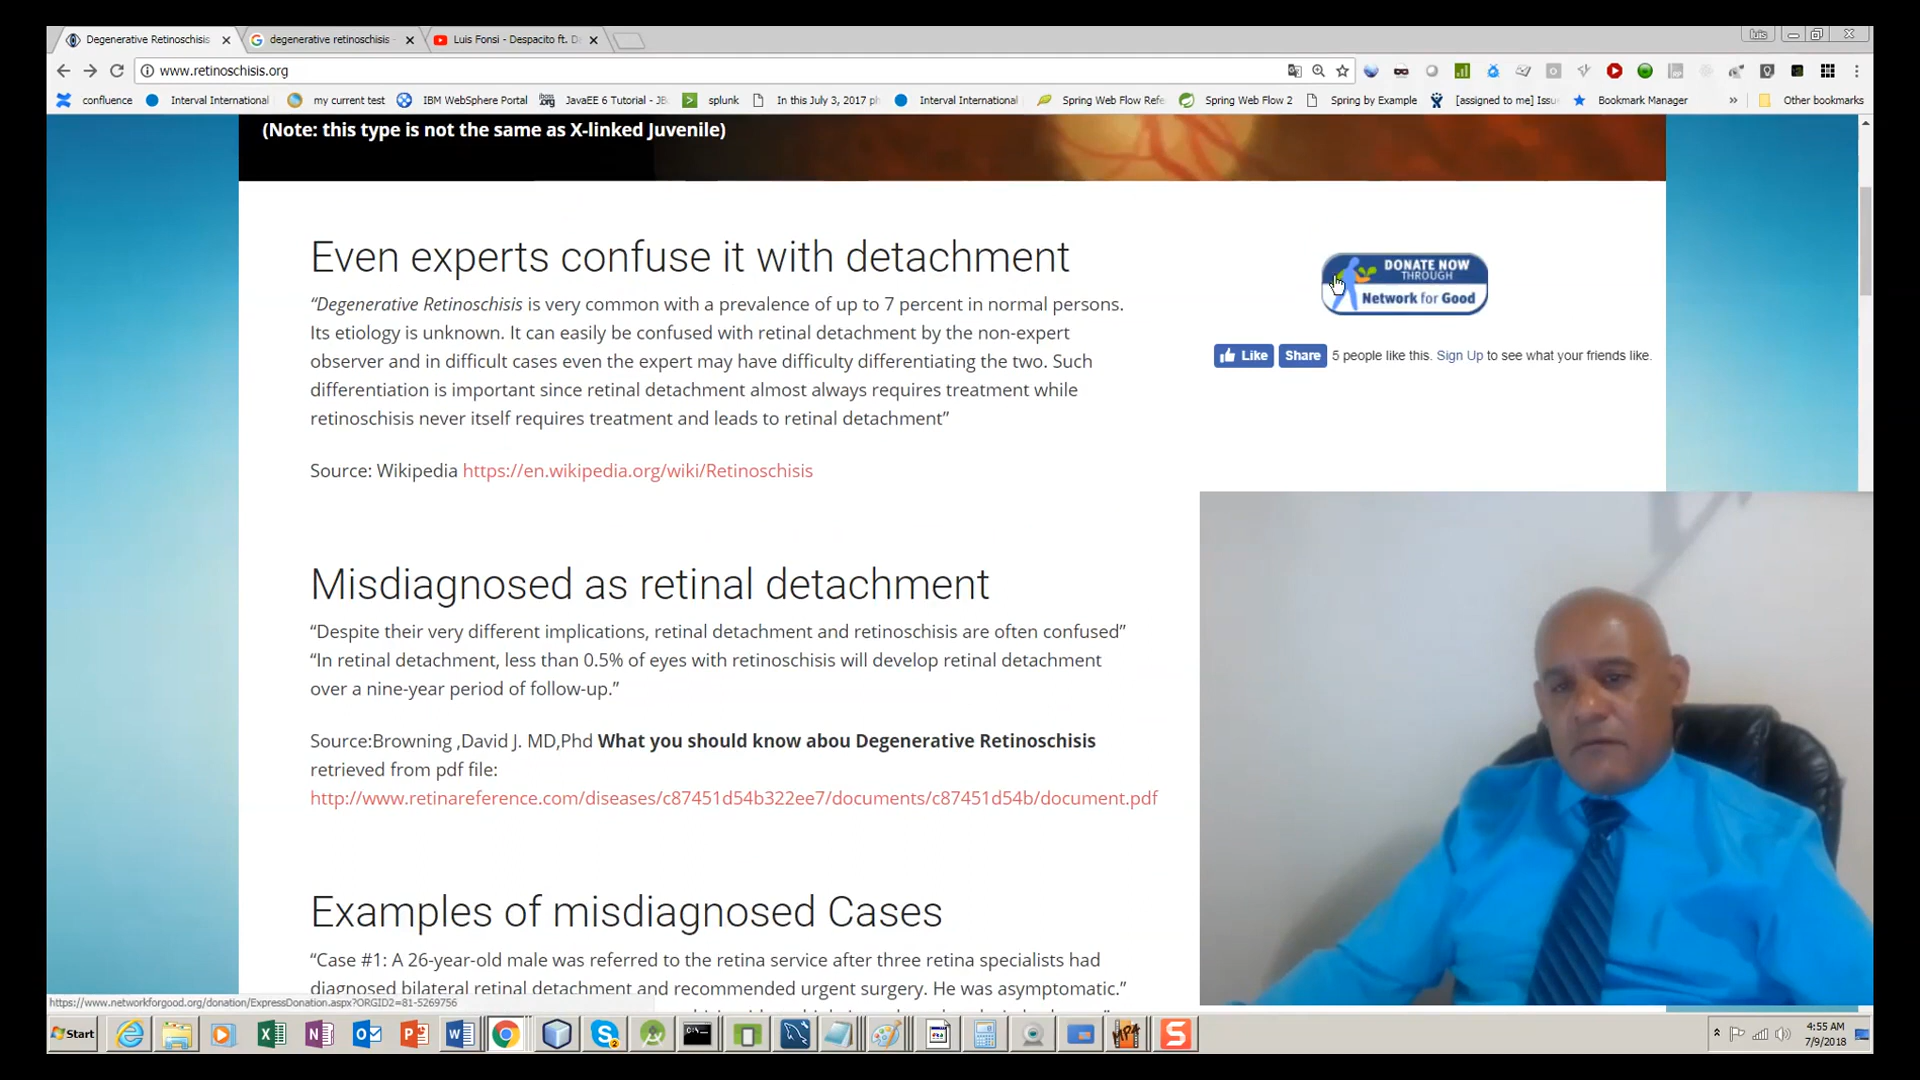 Degenerative Retinoschisis
degenerative retinoschisis -
Luis Fonsi - Despacito ft. D
luis
www.retinoschisis.org
confluence
Interval International
my current test
IBM WebSphere Portal
JavaEE 6 Tutorial - JB
splunk
In this July 3, 2017 ph
Interval International
Spring Web Flow Refe
Spring Web Flow 2
Spring by Example
[assigned to me] Issu
Bookmark Manager
»
Other bookmarks
(Note: this type is not the same as X-linked Juvenile)
Even experts confuse it with detachment
“Degenerative Retinoschisis is very common with a prevalence of up to 7 percent in normal persons.
Its etiology is unknown. It can easily be confused with retinal detachment by the non-expert
observer and in difficult cases even the expert may have difficulty differentiating the two. Such
differentiation is important since retinal detachment almost always requires treatment while
retinoschisis never itself requires treatment and leads to retinal detachment”
Source: Wikipedia https://en.wikipedia.org/wiki/Retinoschisis
DONATE NOW
THROUGH
Network for Good
Like Share 5 people like this. Sign Up to see what your friends like.
Misdiagnosed as retinal detachment
“Despite their very different implications, retinal detachment and retinoschisis are often confused”
“In retinal detachment, less than 0.5% of eyes with retinoschisis will develop retinal detachment
over a nine-year period of follow-up.”
Source:Browning ,David J. MD,Phd What you should know abou Degenerative Retinoschisis
retrieved from pdf file:
http://www.retinareference.com/diseases/c87451d54b322ee7/documents/c87451d54b/document.pdf
Examples of misdiagnosed Cases
“Case #1: A 26-year-old male was referred to the retina service after three retina specialists had
diagnosed bilateral retinal detachment and recommended urgent surgery. He was asymptomatic.”
https://www.networkforgood.org/donation/ExpressDonation.aspx?ORGID2=81-5269756
Start
4:55 AM
7/9/2018